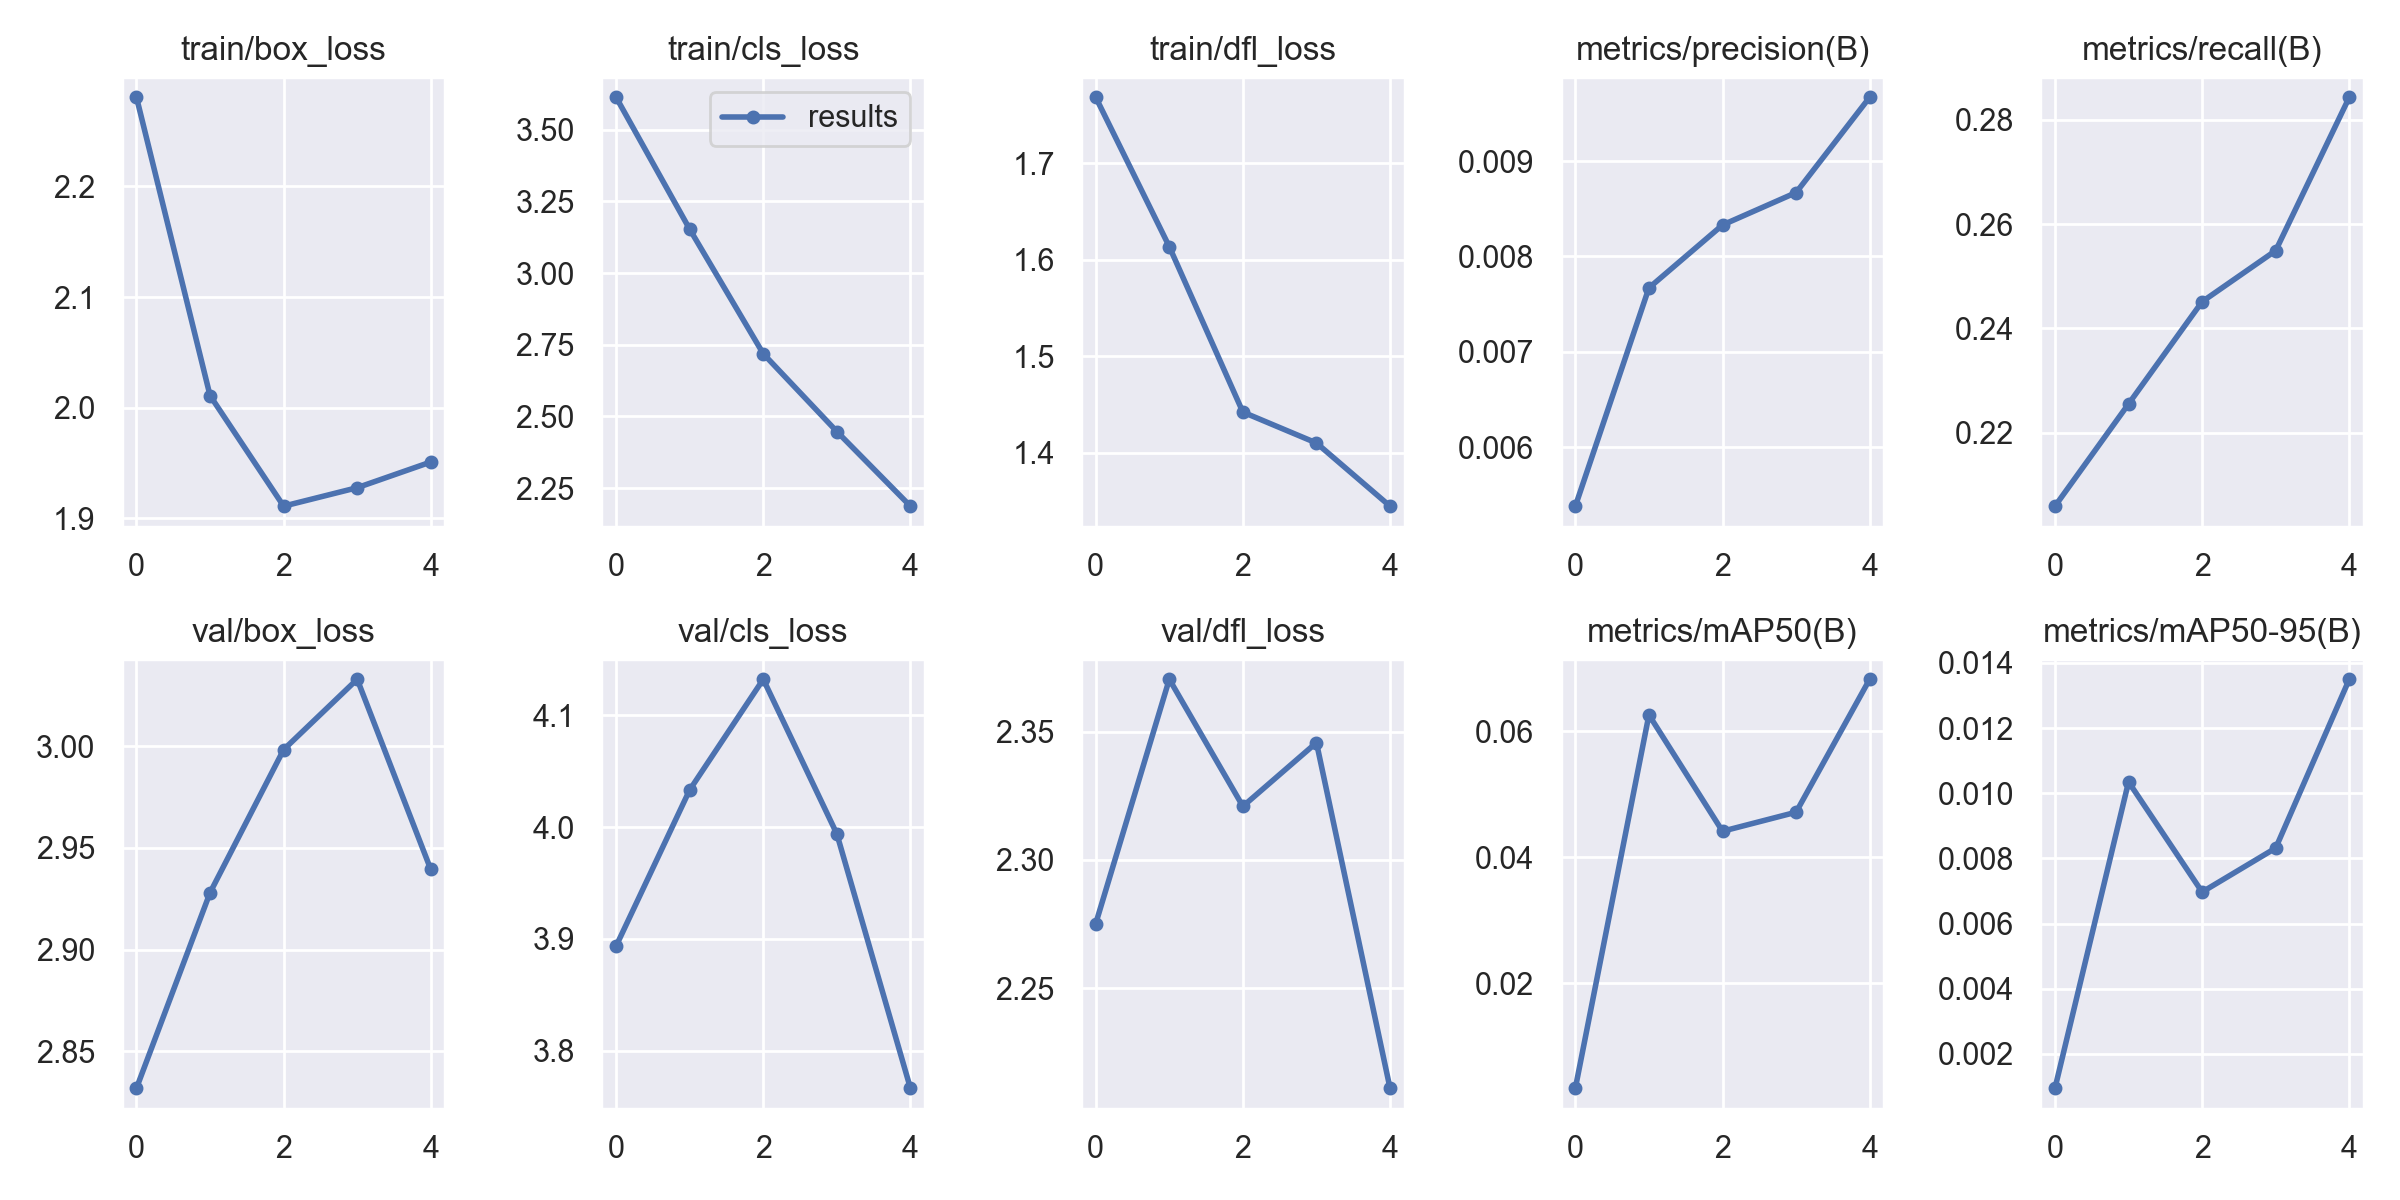 train/box_loss
2.2
2.1
2.0
1.9
0 2 4
train/cls_loss
results
3.50
3.25
3.00
2.75
2.50
2.25
0 2 4
train/dfl_loss
1.7
1.6
1.5
1.4
0 2 4
metrics/precision(B)
0.009
0.008
0.007
0.006
0 2 4
metrics/recall(B)
0.28
0.26
0.24
0.22
0 2 4
val/box_loss
3.00
2.95
2.90
2.85
0 2 4
val/cls_loss
4.1
4.0
3.9
3.8
0 2 4
val/dfl_loss
2.35
2.30
2.25
0 2 4
metrics/mAP50(B)
0.06
0.04
0.02
0 2 4
metrics/mAP50-95(B)
0.014
0.012
0.010
0.008
0.006
0.004
0.002
0 2 4